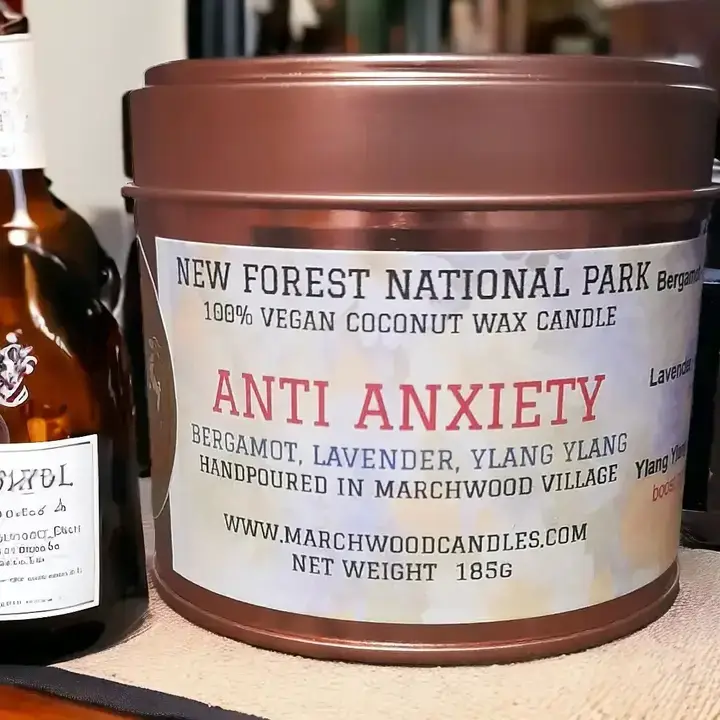 NEW FOREST NATIONAL PARK
100% VEGAN COCONUT WAX CANDLE
ANTI ANXIETY
BERGAMOT, LAVENDER, YLANG YLANG
HANDPOURED IN MARCHWOOD VILLAGE
WWW.MARCHWOODCANDLES.COM
NET WEIGHT 185G
Lavender
Ylang